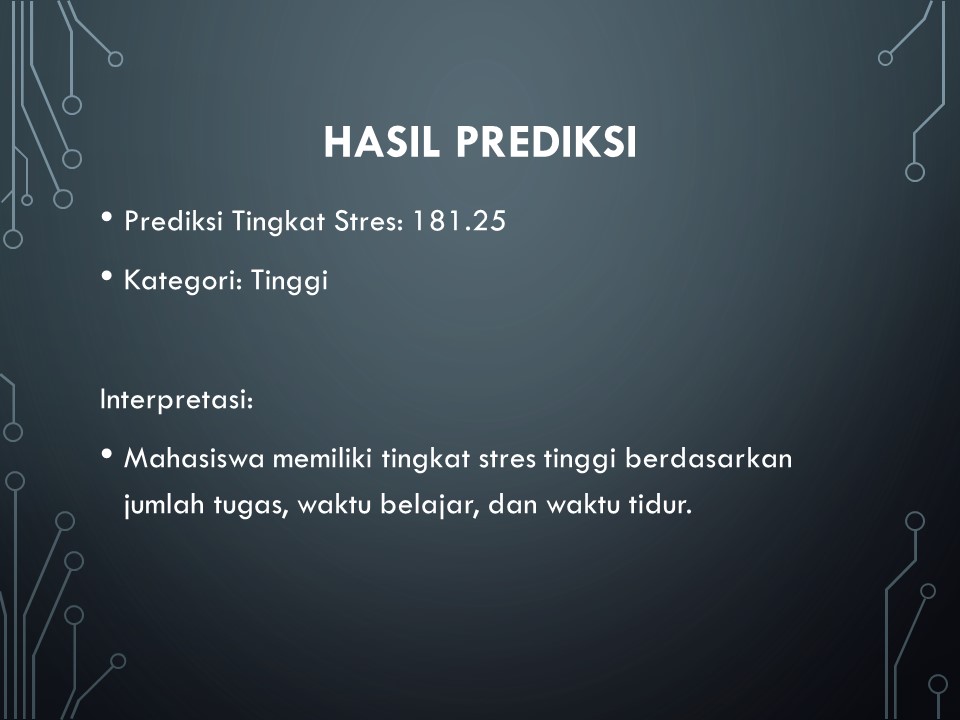 HASIL PREDIKSI
• Prediksi Tingkat Stres: 181.25
• Kategori: Tinggi
Interpretasi:
• Mahasiswa memiliki tingkat stres tinggi berdasarkan
jumlah tugas, waktu belajar, dan waktu tidur.